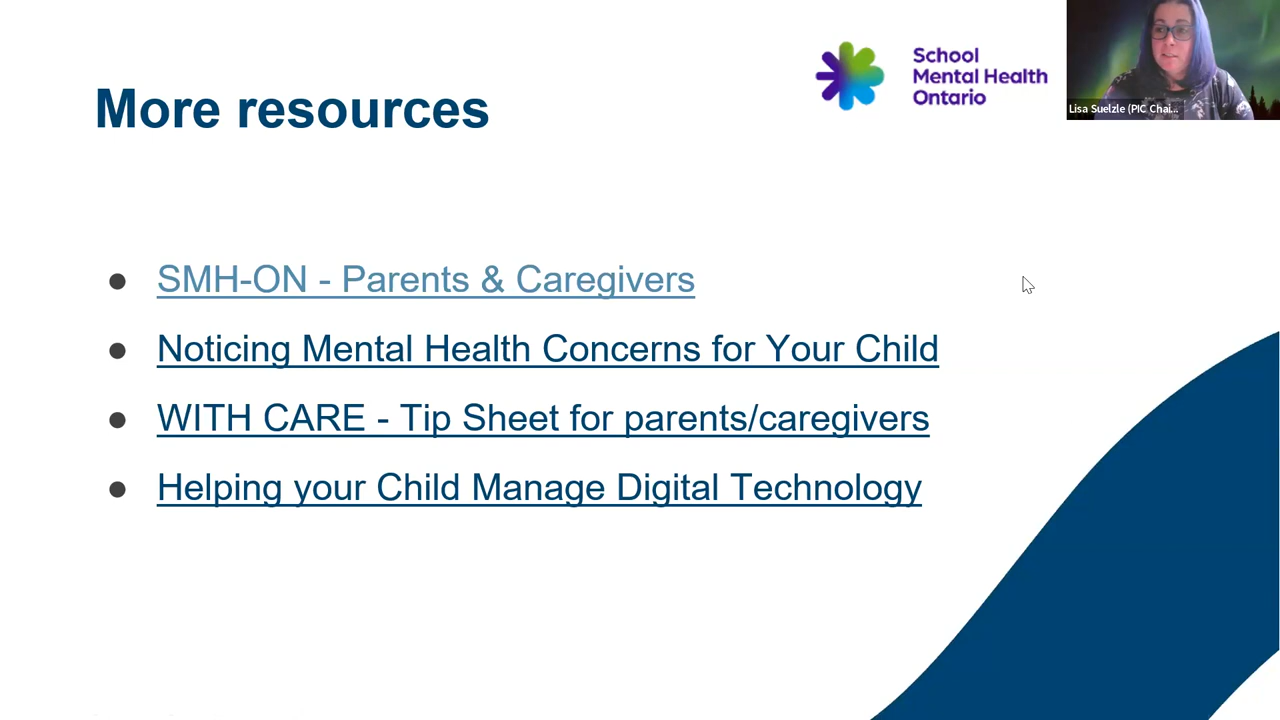 More resources
School
Mental Health
Ontario
Lisa Suelzle (PIC Chai...
SMH-ON - Parents & Caregivers
Noticing Mental Health Concerns for Your Child
WITH CARE - Tip Sheet for parents/caregivers
Helping your Child Manage Digital Technology